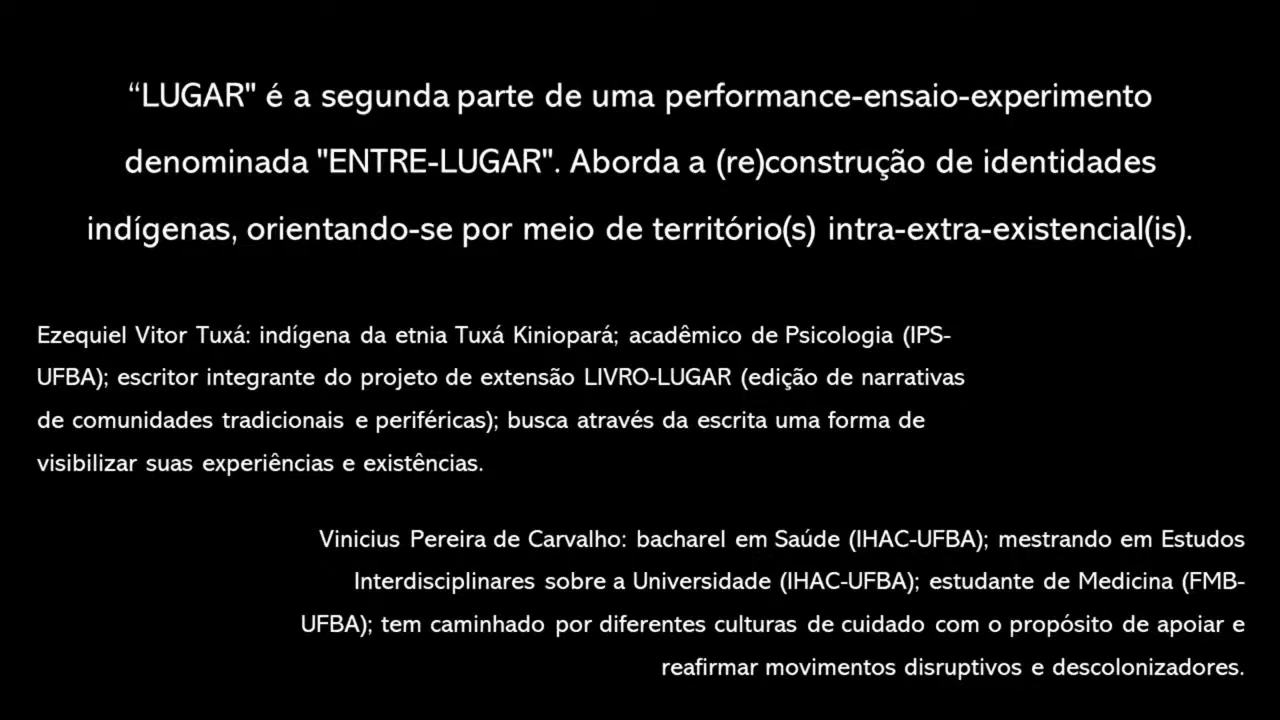 “LUGAR" é a segunda parte de uma performance-ensaio-experimento
denominada "ENTRE-LUGAR". Aborda a (re)construção de identidades
indígenas, orientando-se por meio de território(s) intra-extra-existencial(is).
Ezequiel Vitor Tuxá: indígena da etnia Tuxá Kiniopará; acadêmico de Psicologia (IPS-
UFBA); escritor integrante do projeto de extensão LIVRO-LUGAR (edição de narrativas
de comunidades tradicionais e periféricas); busca através da escrita uma forma de
visibilizar suas experiências e existências.
Vinicius Pereira de Carvalho: bacharel em Saúde (IHAC-UFBA); mestrando em Estudos
Interdisciplinares sobre a Universidade (IHAC-UFBA); estudante de Medicina (FMB-
UFBA); tem caminhado por diferentes culturas de cuidado com o propósito de apoiar e
reafirmar movimentos disruptivos e descolonizadores.